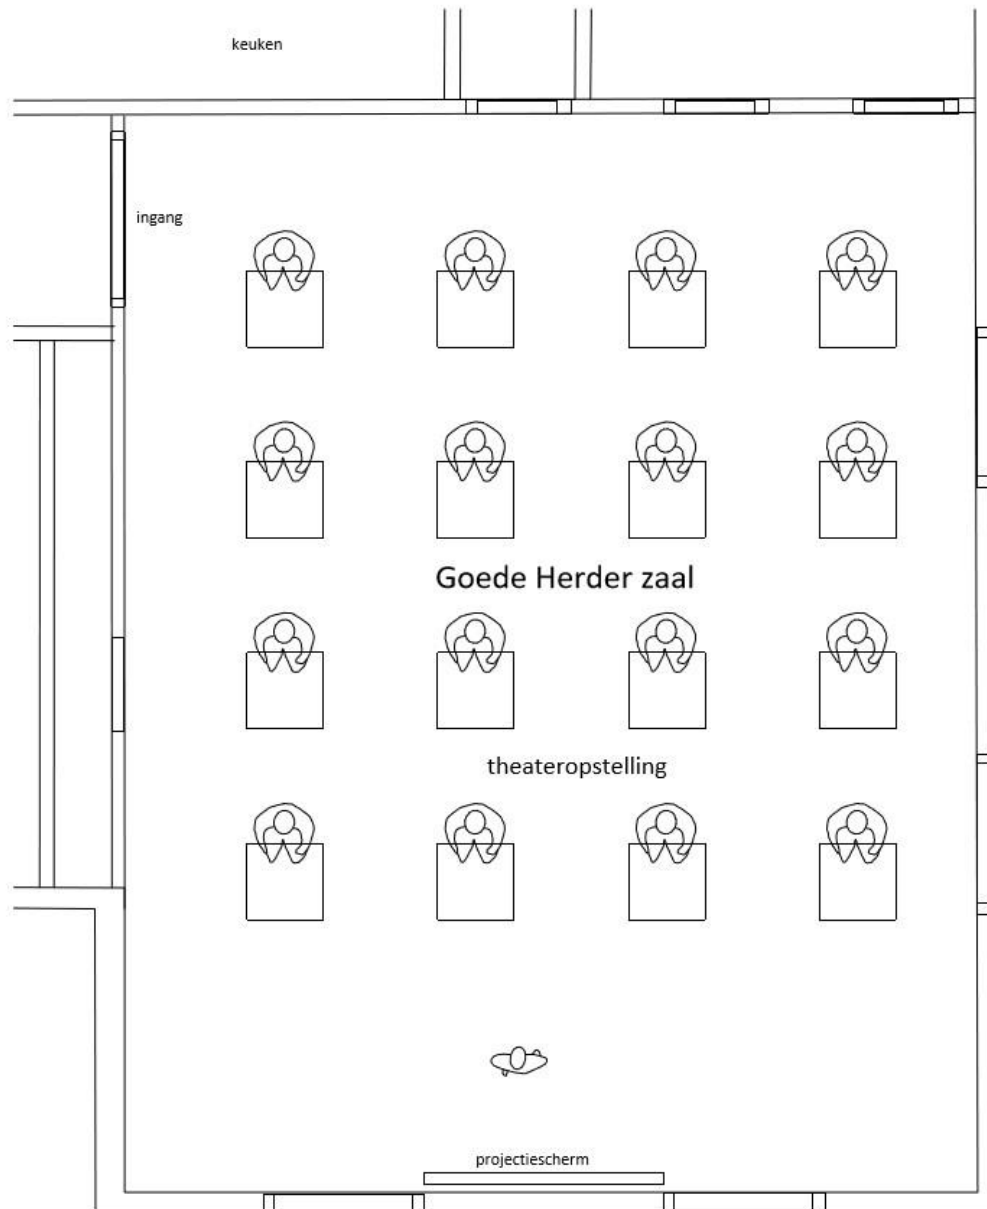 keuken
ingang
Goede Herder zaal
theateropstelling
projectiescherm